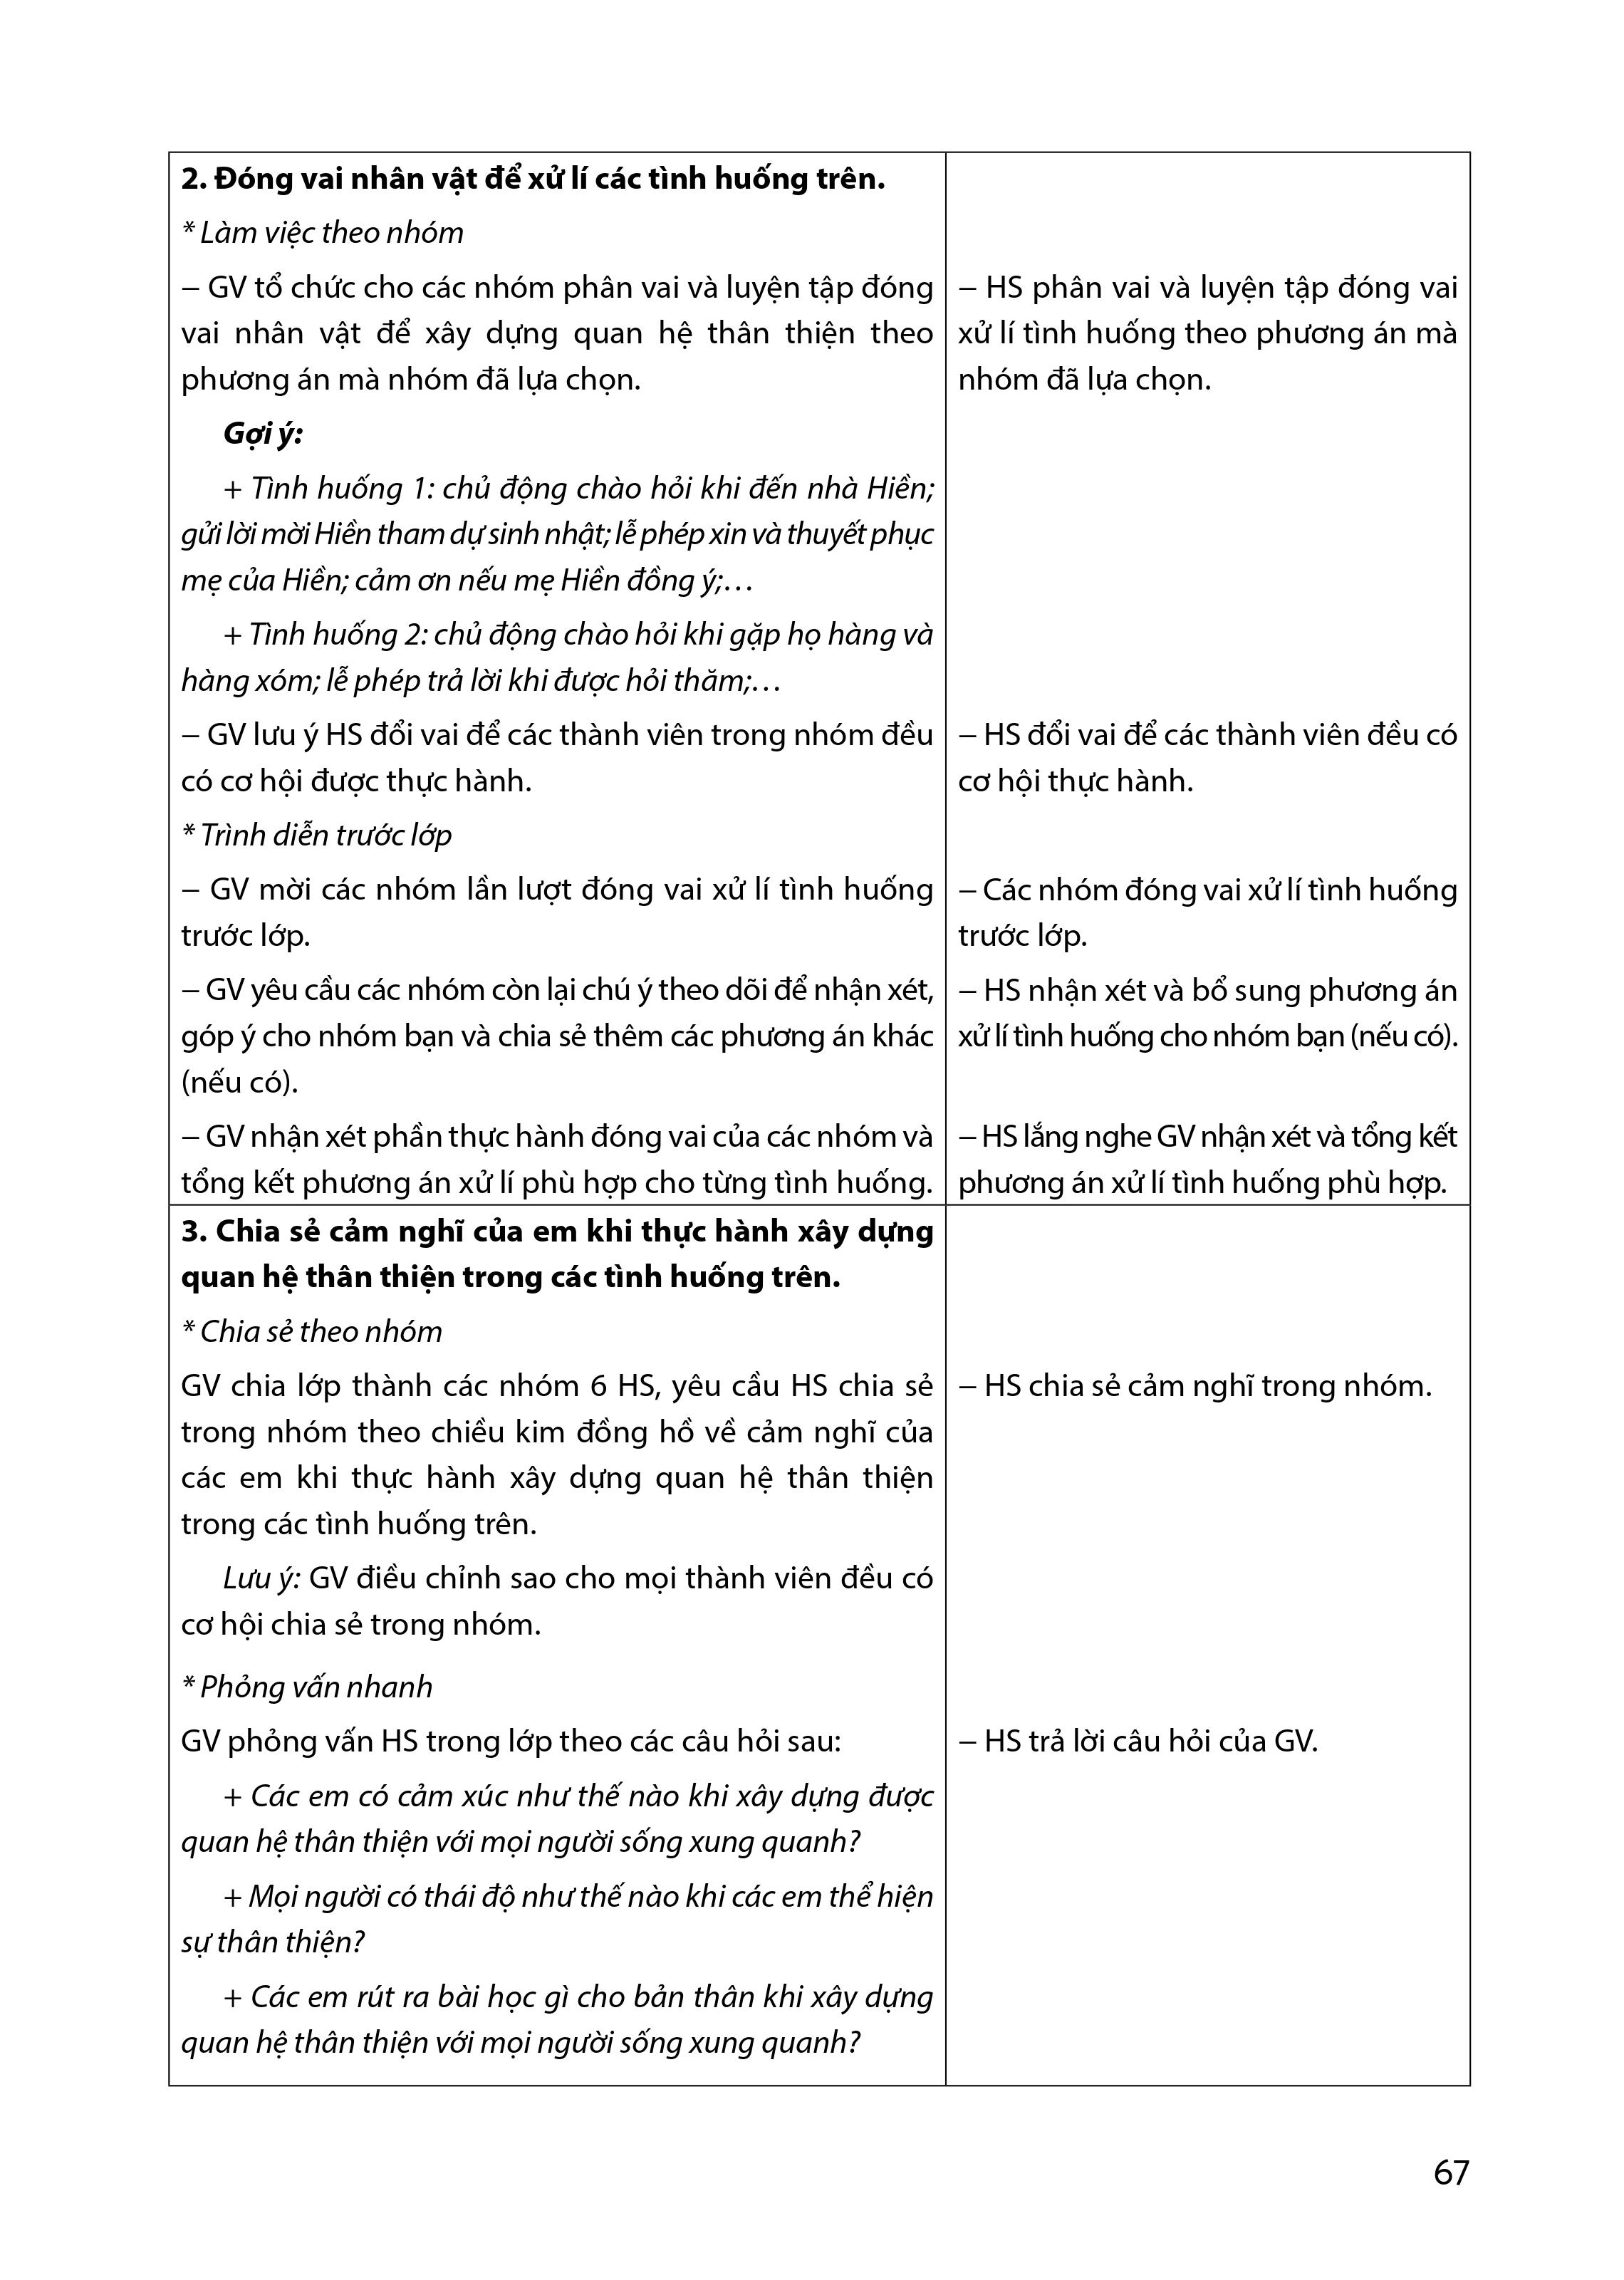 2. Đóng vai nhân vật để xử lí các tình huống trên.
* Làm việc theo nhóm
– GV tổ chức cho các nhóm phân vai và luyện tập đóng
vai nhân vật để xây dựng quan hệ thân thiện theo
phương án mà nhóm đã lựa chọn.
Gợi ý:
+ Tình huống 1: chủ động chào hỏi khi đến nhà Hiền;
gửi lời mời Hiền tham dự sinh nhật; lễ phép xin và thuyết phục
mẹ của Hiền; cảm ơn nếu mẹ Hiền đồng ý;…
+ Tình huống 2: chủ động chào hỏi khi gặp họ hàng và
hàng xóm; lễ phép trả lời khi được hỏi thăm;…
– GV lưu ý HS đổi vai để các thành viên trong nhóm đều
có cơ hội được thực hành.
* Trình diễn trước lớp
– GV mời các nhóm lần lượt đóng vai xử lí tình huống
trước lớp.
– GV yêu cầu các nhóm còn lại chú ý theo dõi để nhận xét,
góp ý cho nhóm bạn và chia sẻ thêm các phương án khác
(nếu có).
– GV nhận xét phần thực hành đóng vai của các nhóm và
tổng kết phương án xử lí phù hợp cho từng tình huống.
– HS phân vai và luyện tập đóng vai
xử lí tình huống theo phương án mà
nhóm đã lựa chọn.
– HS đổi vai để các thành viên đều có
cơ hội thực hành.
– Các nhóm đóng vai xử lí tình huống
trước lớp.
– HS nhận xét và bổ sung phương án
xử lí tình huống cho nhóm bạn (nếu có).
– HS lắng nghe GV nhận xét và tổng kết
phương án xử lí tình huống phù hợp.
3. Chia sẻ cảm nghĩ của em khi thực hành xây dựng
quan hệ thân thiện trong các tình huống trên.
* Chia sẻ theo nhóm
GV chia lớp thành các nhóm 6 HS, yêu cầu HS chia sẻ
trong nhóm theo chiều kim đồng hồ về cảm nghĩ của
các em khi thực hành xây dựng quan hệ thân thiện
trong các tình huống trên.
Lưu ý: GV điều chỉnh sao cho mọi thành viên đều có
cơ hội chia sẻ trong nhóm.
* Phỏng vấn nhanh
GV phỏng vấn HS trong lớp theo các câu hỏi sau:
+ Các em có cảm xúc như thế nào khi xây dựng được
quan hệ thân thiện với mọi người sống xung quanh?
+ Mọi người có thái độ như thế nào khi các em thể hiện
sự thân thiện?
+ Các em rút ra bài học gì cho bản thân khi xây dựng
quan hệ thân thiện với mọi người sống xung quanh?
– HS chia sẻ cảm nghĩ trong nhóm.
– HS trả lời câu hỏi của GV.
67